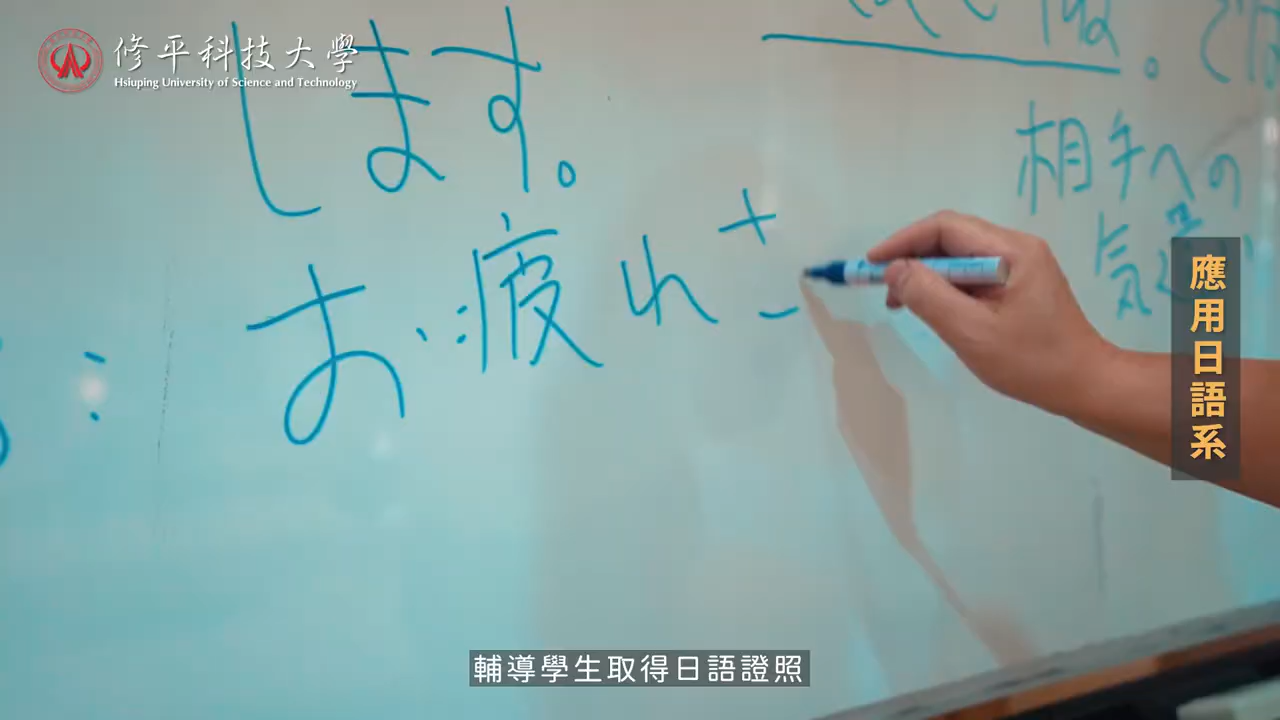 修平科技大學
Hsiuping University of Science and Technology
します。
お疲れさ
相手への
気
應用日語系
輔導學生取得日語證照